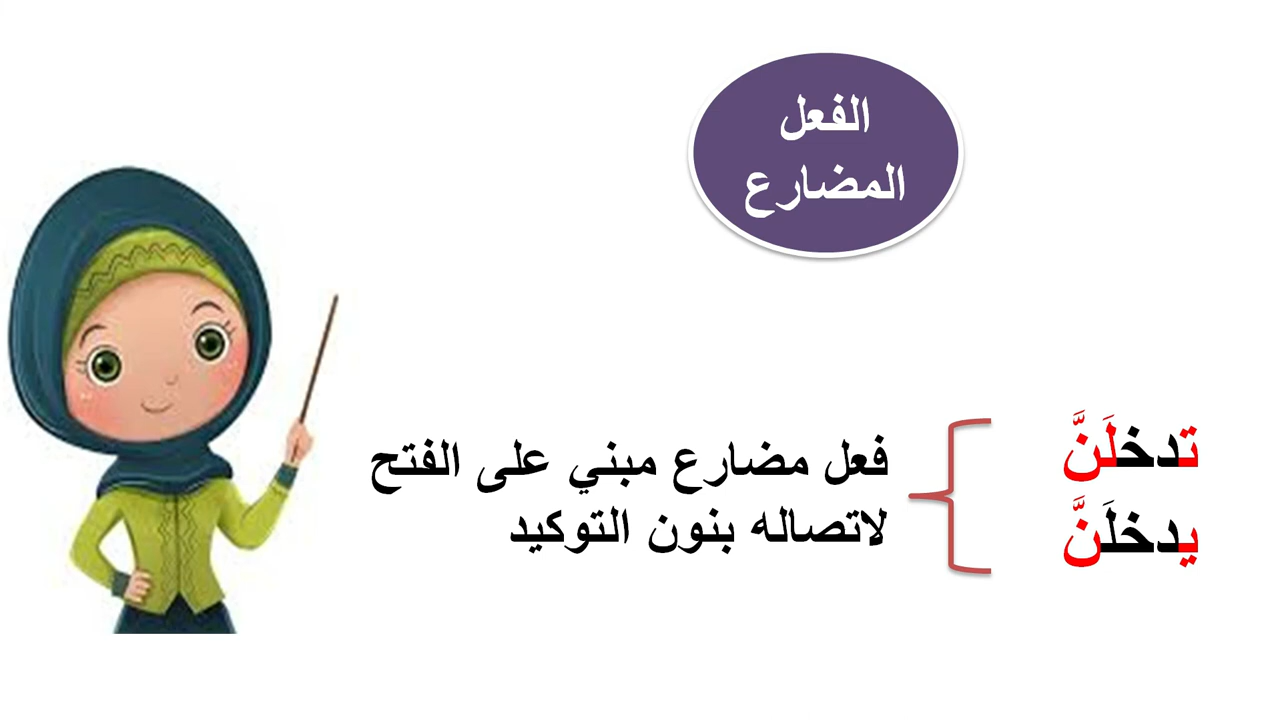 الفعل
المضارع
تدخلَنَّ
يدخلَنَّ
فعل مضارع مبني على الفتح
لاتصاله بنون التوكيد